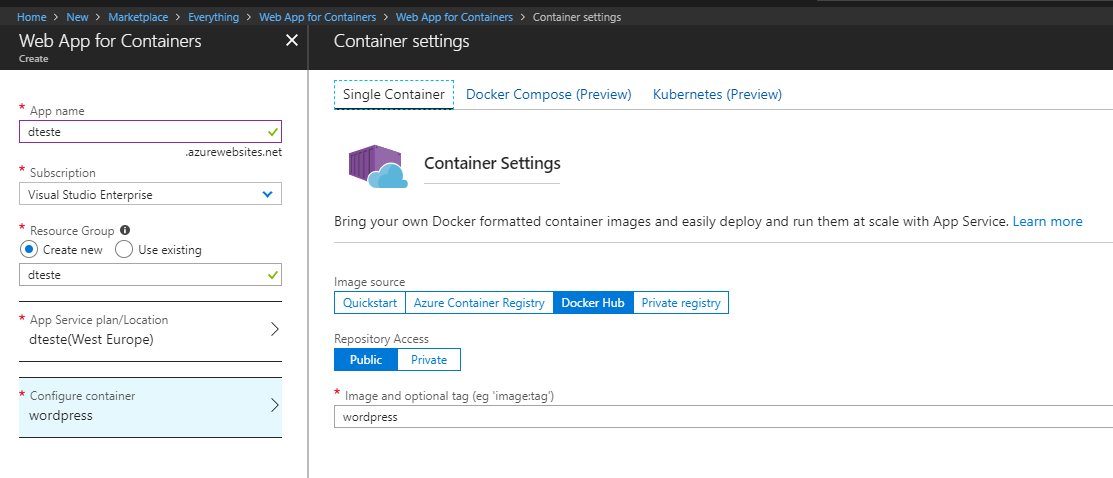 Home > New > Marketplace > Everything > Web App for Containers > Web App for Containers > Container settings
Web App for Containers
Create
* App name
dteste
.azurewebsites.net
* Subscription
Visual Studio Enterprise
* Resource Group
Create new Use existing
dteste
* App Service plan/Location
dteste(West Europe)
* Configure container
wordpress
Container settings
Single Container Docker Compose (Preview) Kubernetes (Preview)
Container Settings
Bring your own Docker formatted container images and easily deploy and run them at scale with App Service. Learn more
Image source
Quickstart Azure Container Registry Docker Hub Private registry
Repository Access
Public Private
* Image and optional tag (eg 'image:tag')
wordpress